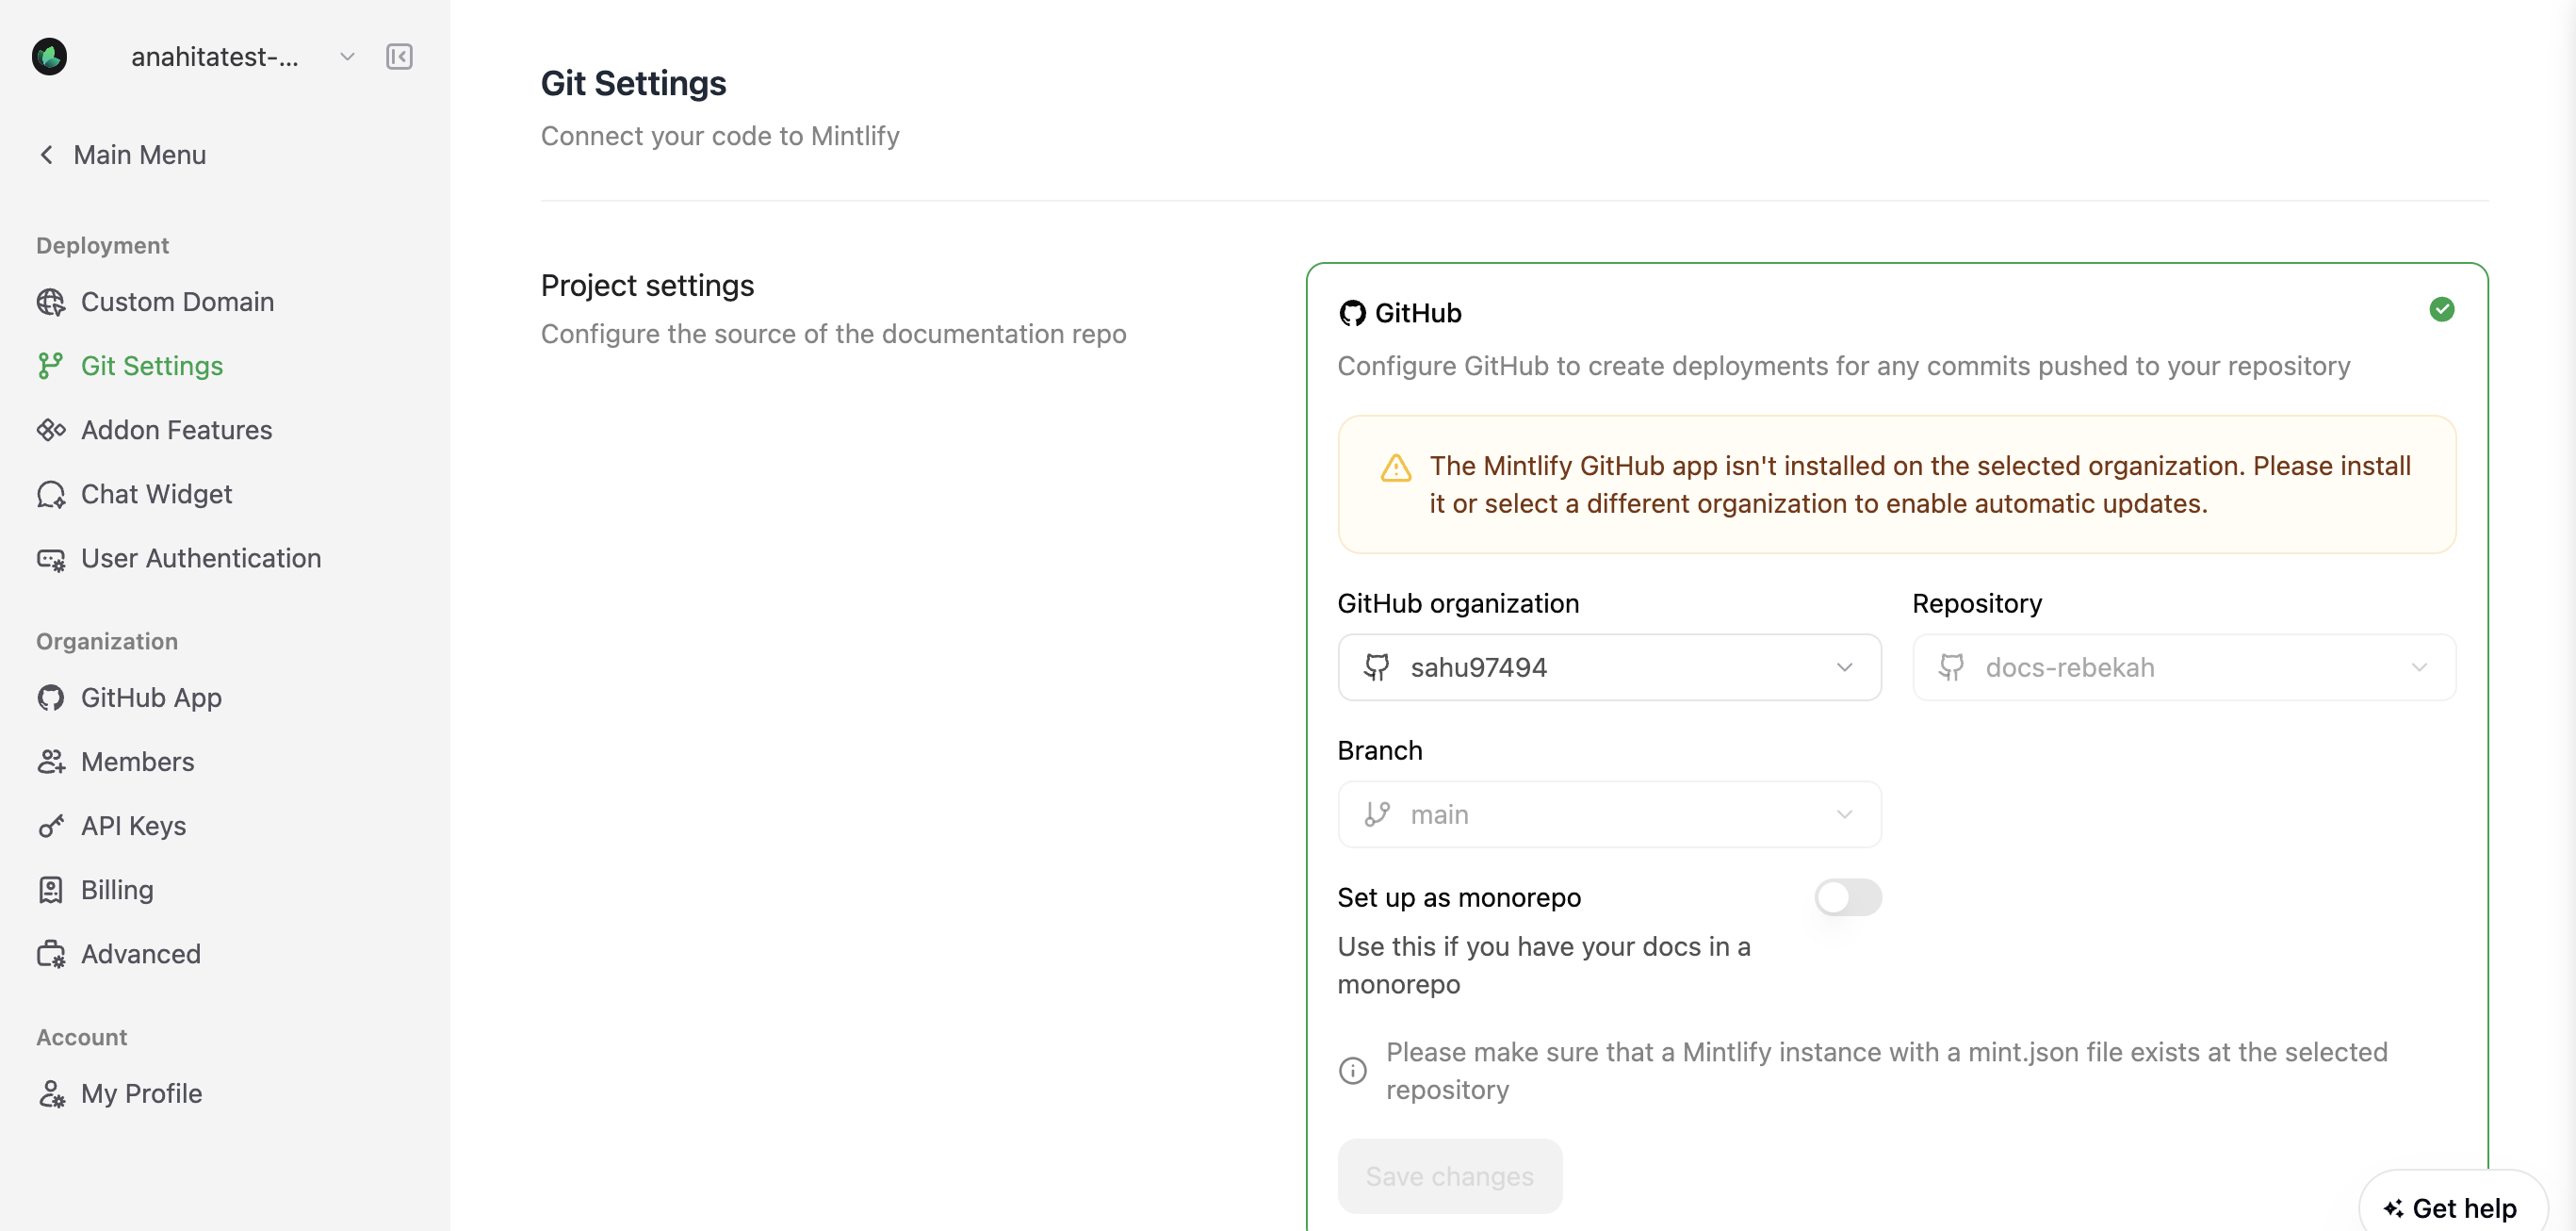 anahitatest-...
Main Menu
Deployment
Custom Domain
Git Settings
Addon Features
Chat Widget
User Authentication
Organization
GitHub App
Members
API Keys
Billing
Advanced
Account
My Profile
Git Settings
Connect your code to Mintlify
Project settings
Configure the source of the documentation repo
GitHub
Configure GitHub to create deployments for any commits pushed to your repository
The Mintlify GitHub app isn't installed on the selected organization. Please install
it or select a different organization to enable automatic updates.
GitHub organization
sahu97494
Repository
docs-rebekah
Branch
main
Set up as monorepo
Use this if you have your docs in a
monorepo
Please make sure that a Mintlify instance with a mint.json file exists at the selected
repository
Save changes
Get help